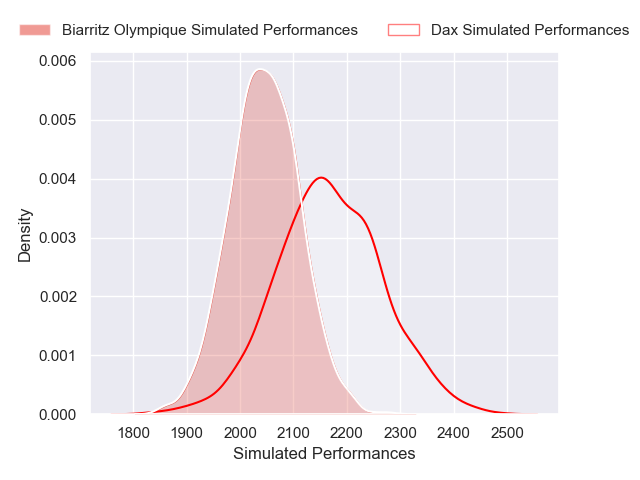 Biarritz Olympique Simulated Performances Dax Simulated Performances
0.006
0.005
0.004
0.003
0.002
0.001
0.000
Density
1800 1900 2000 2100 2200 2300 2400 2500
Simulated Performances